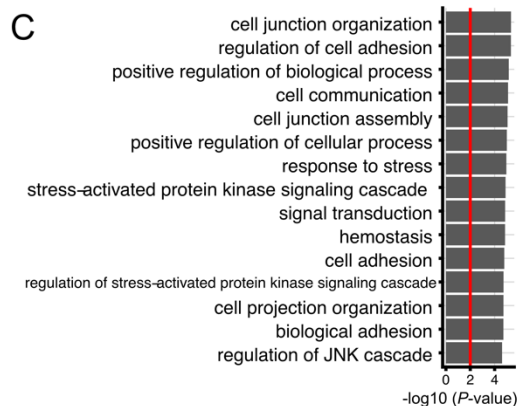 C
cell junction organization
regulation of cell adhesion
positive regulation of biological process
cell communication
cell junction assembly
positive regulation of cellular process
response to stress
stress-activated protein kinase signaling cascade
signal transduction
hemostasis
cell adhesion
regulation of stress-activated protein kinase signaling cascade
cell projection organization
biological adhesion
regulation of JNK cascade
0 2 4
-log10 (P-value)